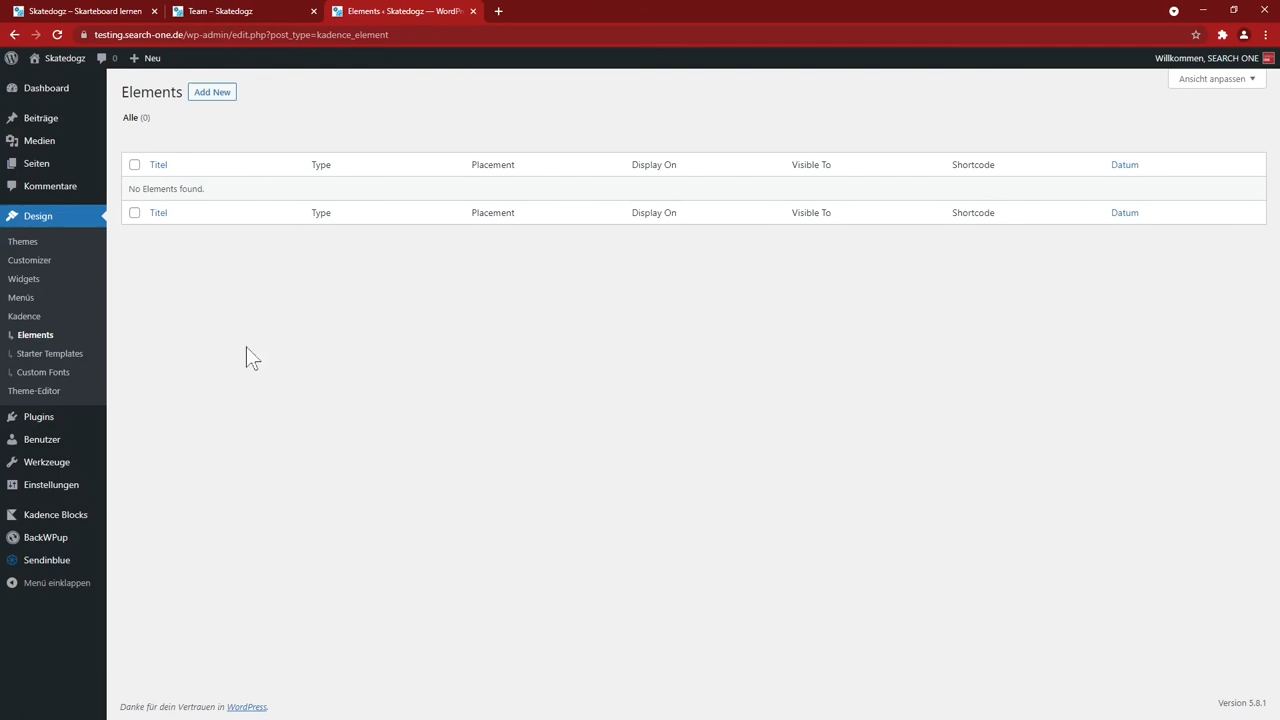 Skatedogz – Skarteboard lernen
Team – Skatedogz
Elements ‹ Skatedogz — WordPr
testing.search-one.de/wp-admin/edit.php?post_type=kadence_element
Skatedogz
0
Neu
Willkommen, SEARCH ONE
Dashboard
Beiträge
Medien
Seiten
Kommentare
Design
Themes
Customizer
Widgets
Menüs
Kadence
Elements
Starter Templates
Custom Fonts
Theme-Editor
Plugins
Benutzer
Werkzeuge
Einstellungen
Kadence Blocks
BackWPup
Sendinblue
Menü einklappen
Ansicht anpassen
Elements
Add New
Alle (0)
Titel Type Placement Display On Visible To Shortcode Datum
No Elements found.
Titel Type Placement Display On Visible To Shortcode Datum
Danke für dein Vertrauen in WordPress.
Version 5.8.1